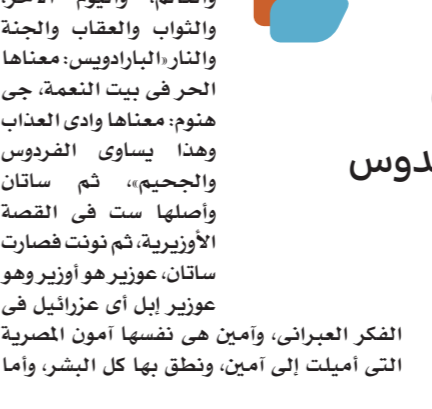 والثواب والعقاب والجنة
والنار «البارادويس: معناها
الحر فى بيت النعمة، جى
هنوم: معناها وادى العذاب
وهذا يساوى الفردوس
والجحيم»، ثم ساتان
وأصلها ست فى القصة
الأوزيرية، ثم نونت فصارت
ساتان، عوزير هو أوزير وهو
عوزير إبل أى عزرائيل فى
الفكر العبرانى، وآمين هى نفسها آمون المصرية
التى أميلت إلى آمين، ونطق بها كل البشر، وأما